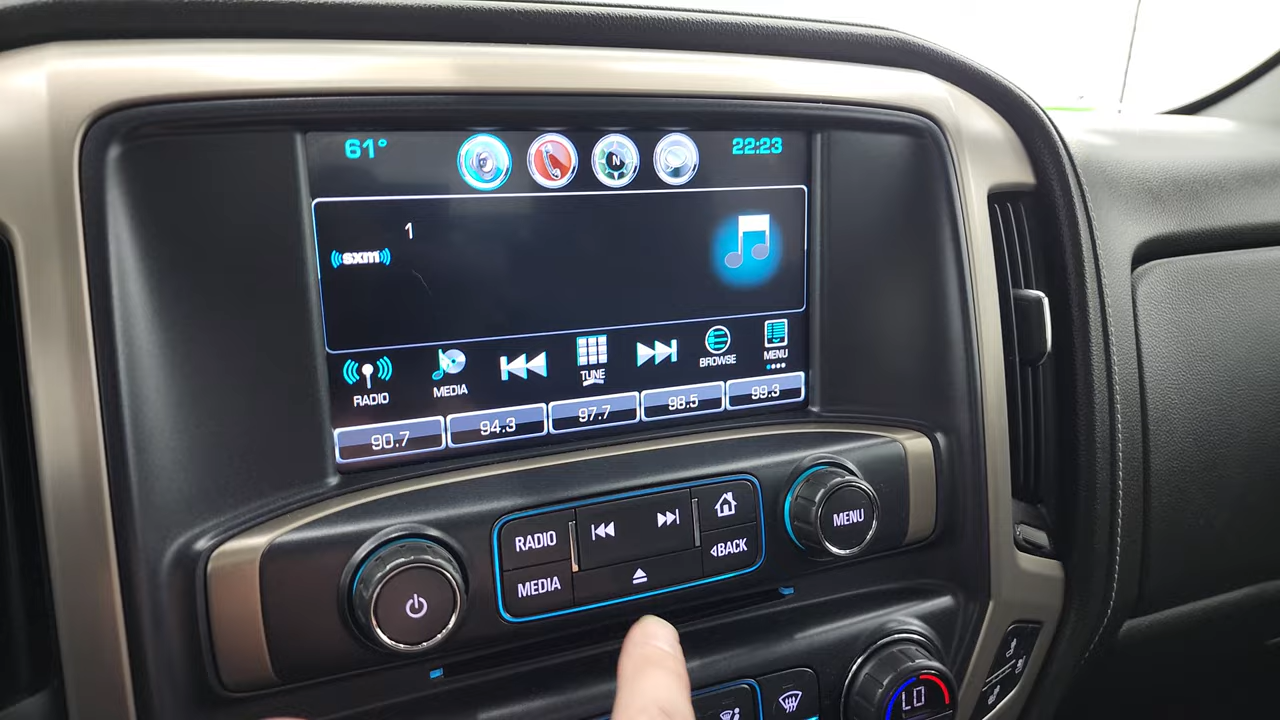 61°
N
22:23
1
sxm
RADIO
MEDIA
TUNE
BROWSE
MENU
90.7
94.3
97.7
98.5
99.3
RADIO
MEDIA
BACK
MENU
LO